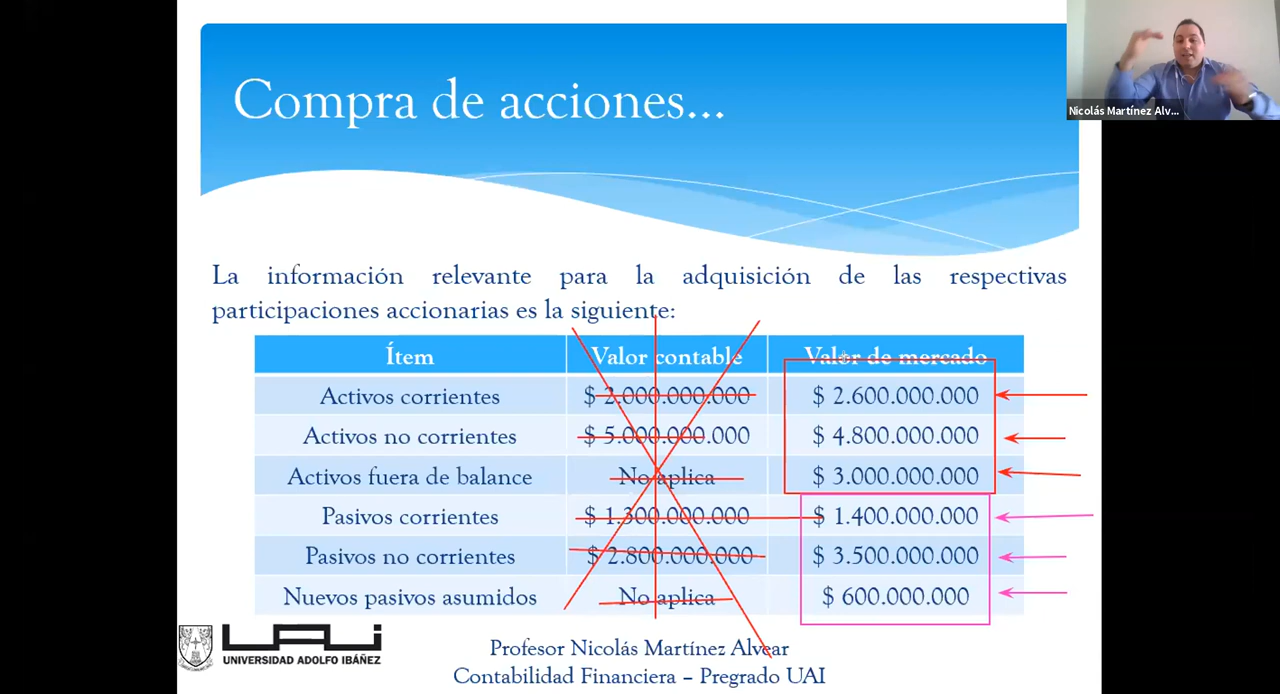 Compra de acciones...
Nicolás Martínez Alv...
La información relevante para la adquisición de las respectivas
participaciones accionarias es la siguiente:
Ítem Valor contable Valor de mercado
Activos corrientes $ 2.000.000.000 $ 2.600.000.000
Activos no corrientes $ 5.000.000.000 $ 4.800.000.000
Activos fuera de balance No aplica $ 3.000.000.000
Pasivos corrientes $ 1.300.000.000 $ 1.400.000.000
Pasivos no corrientes $ 2.800.000.000 $ 3.500.000.000
Nuevos pasivos asumidos No aplica $ 600.000.000
UAI
UNIVERSIDAD ADOLFO IBÁÑEZ
Profesor Nicolás Martínez Alvear
Contabilidad Financiera – Pregrado UAI